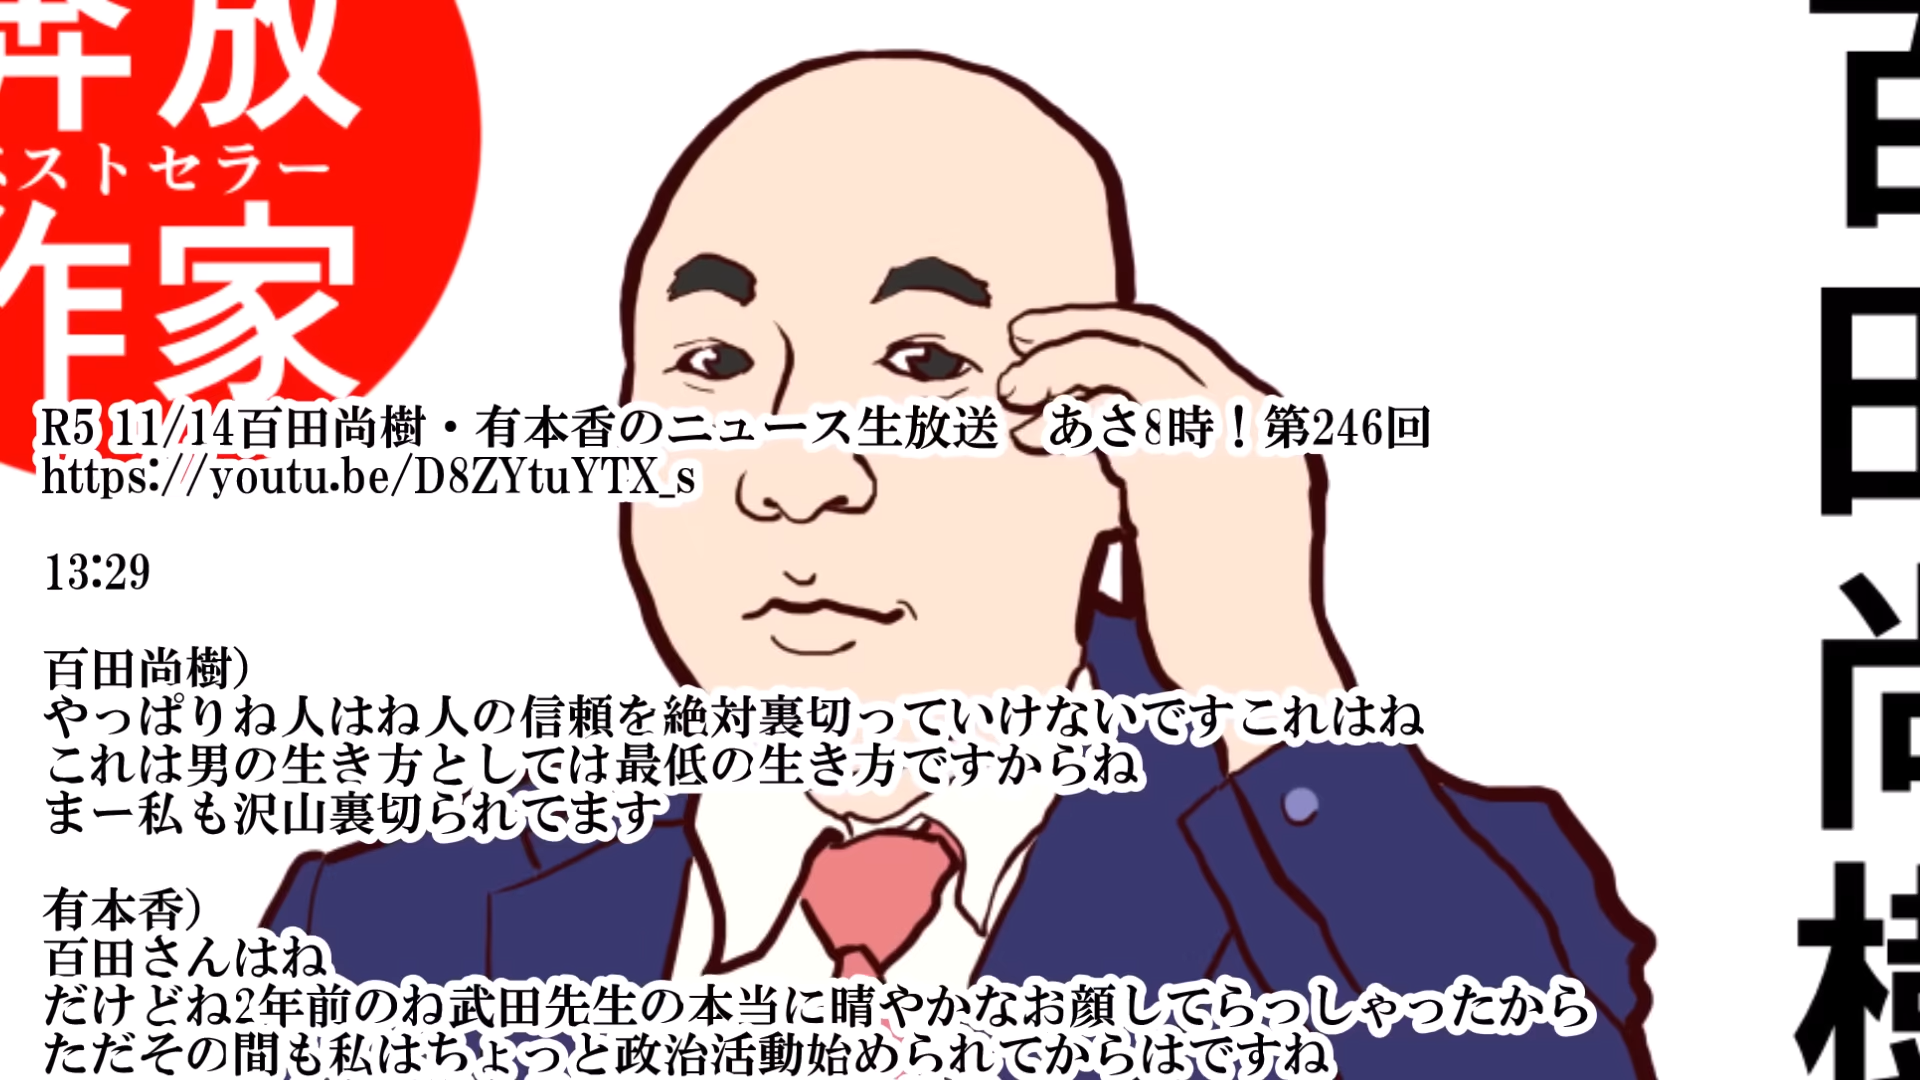 奔放
ベストセラー
作家
百田尚樹
R5 11/14百田尚樹・有本香のニュース生放送　あさ8時！第246回
https://youtu.be/D8ZYtuYTX_s
13:29
百田尚樹）
やっぱりね人はね人の信頼を絶対裏切っていけないですこれはね
これは男の生き方としては最低の生き方ですからね
まー私も沢山裏切られてます
有本香）
百田さんはね
だけどね2年前のね武田先生の本当に晴やかなお顔してらっしゃったから
ただその間も私はちょっと政治活動始められてからはですね